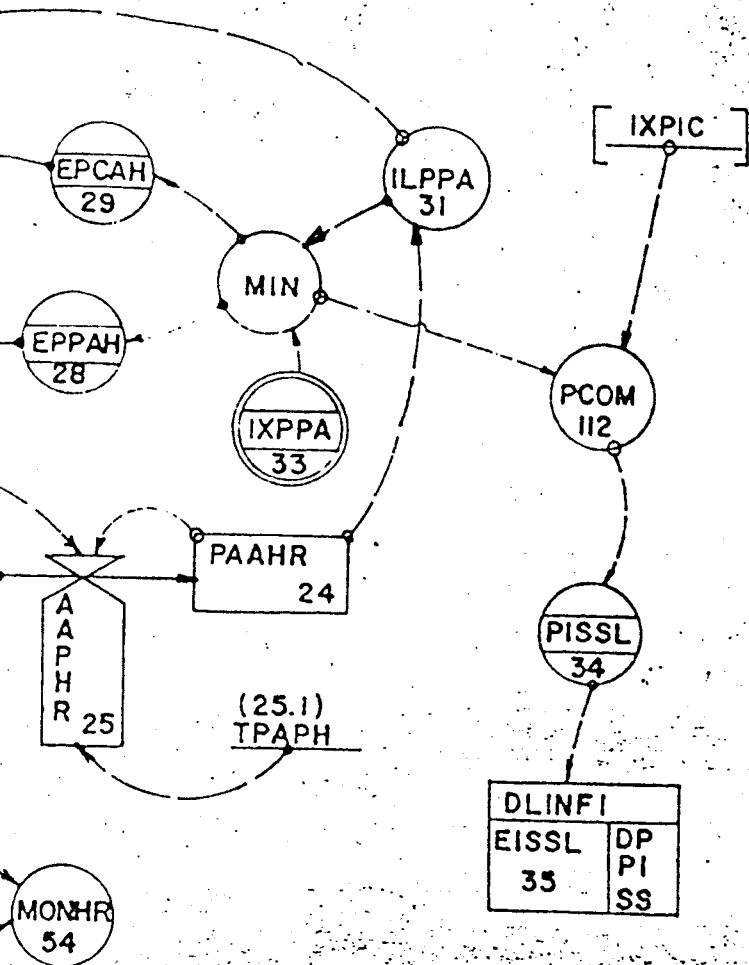 IXPIC
EPCAH
29
ILPPA
31
MIN
EPPAH
28
PCOM
112
IXPPA
33
PAAHR
24
AAPHR
25
PISSL
34
(25.1)
TPAPH
DLINFI
EISSL
35
DP
PI
SS
MONHR
54